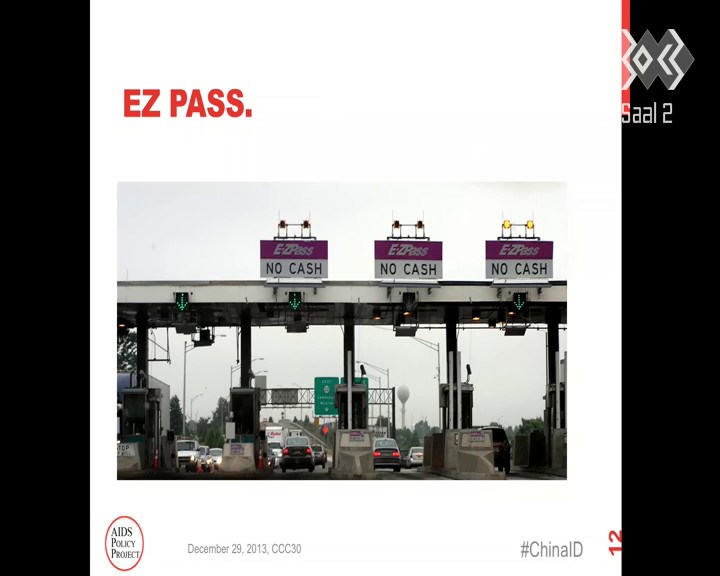 EZ PASS.
Saal 2
E-ZPass
NO CASH
E-ZPass
NO CASH
E-ZPass
NO CASH
AIDS
POLICY
PROJECT
December 29, 2013, CCC30
#ChinaID
12